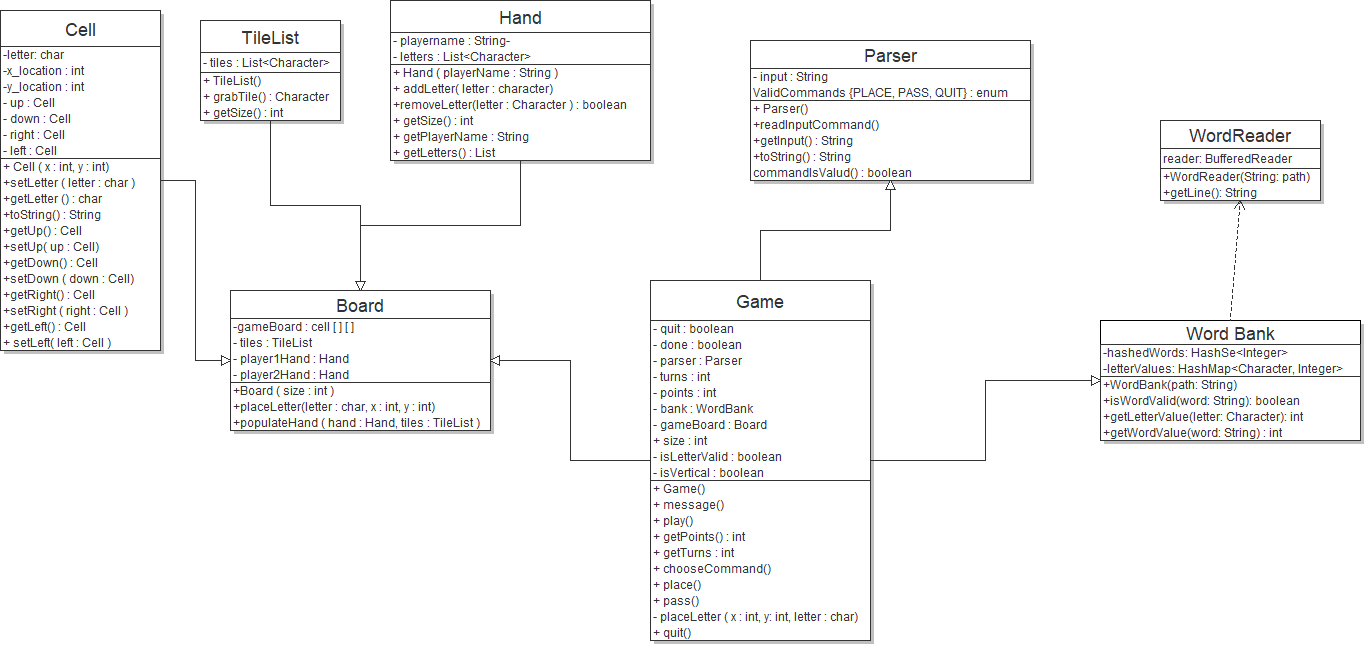 Cell
-letter: char
-x_location : int
-y_location : int
- up : Cell
- down : Cell
- right : Cell
- left : Cell
+ Cell ( x : int, y : int)
+setLetter ( letter : char )
+getLetter () : char
+toString() : String
+getUp() : Cell
+setUp( up : Cell)
+getDown() : Cell
+setDown ( down : Cell)
+getRight() : Cell
+setRight ( right : Cell )
+getLeft() : Cell
+ setLeft( left : Cell )
TileList
- tiles : List<Character>
+ TileList()
+ grabTile() : Character
+ getSize() : int
Hand
- playername : String-
- letters : List<Character>
+ Hand ( playerName : String )
+ addLetter( letter : character)
+removeLetter(letter : Character ) : boolean
+ getSize() : int
+ getPlayerName : String
+ getLetters() : List
Parser
- input : String
ValidCommands {PLACE, PASS, QUIT} : enum
+ Parser()
+readInputCommand()
+getInput() : String
+toString() : String
commandIsValud() : boolean
WordReader
reader: BufferedReader
+WordReader(String: path)
+getLine(): String
Board
-gameBoard : cell [ ] [ ]
- tiles : TileList
- player1Hand : Hand
- player2Hand : Hand
+Board ( size : int )
+placeLetter(letter : char, x : int, y : int)
+populateHand ( hand : Hand, tiles : TileList )
Game
- quit : boolean
- done : boolean
- parser : Parser
- turns : int
- points : int
- bank : WordBank
- gameBoard : Board
+ size : int
- isLetterValid : boolean
- isVertical : boolean
+ Game()
+ message()
+ play()
+ getPoints() : int
+ getTurns : int
+ chooseCommand()
+ place()
+ pass()
- placeLetter ( x : int, y: int, letter : char)
+ quit()
Word Bank
-hashedWords: HashSe<Integer>
-letterValues: HashMap<Character, Integer>
+WordBank(path: String)
+isWordValid(word: String): boolean
+getLetterValue(letter: Character): int
+getWordValue(word: String) : int